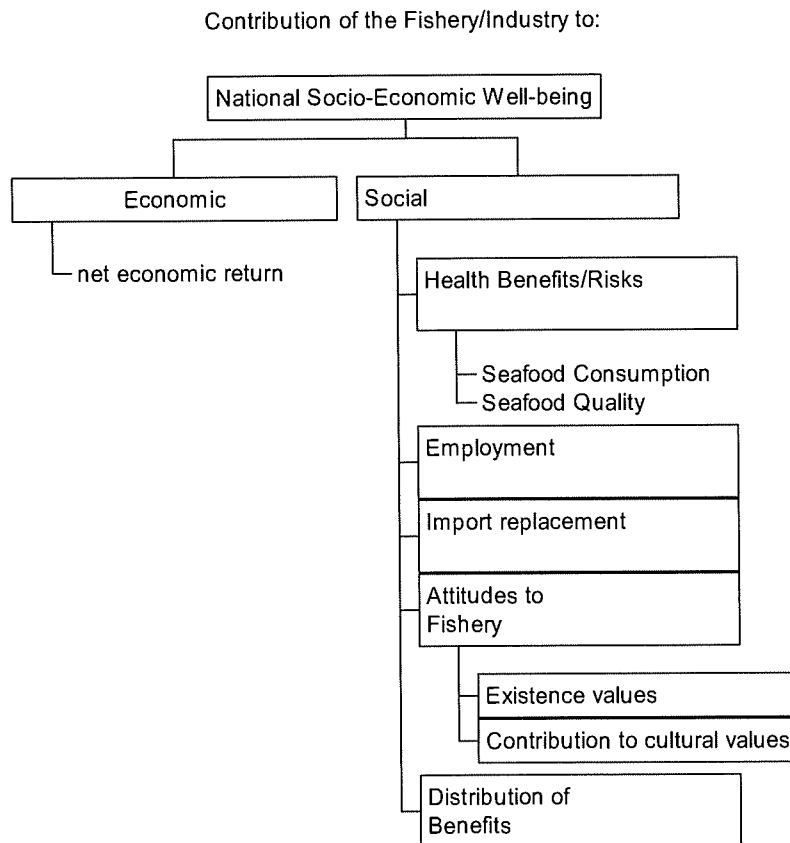 Contribution of the Fishery/Industry to:
National Socio-Economic Well-being
Economic
Social
net economic return
Health Benefits/Risks
Seafood Consumption
Seafood Quality
Employment
Import replacement
Attitudes to
Fishery
Existence values
Contribution to cultural values
Distribution of
Benefits